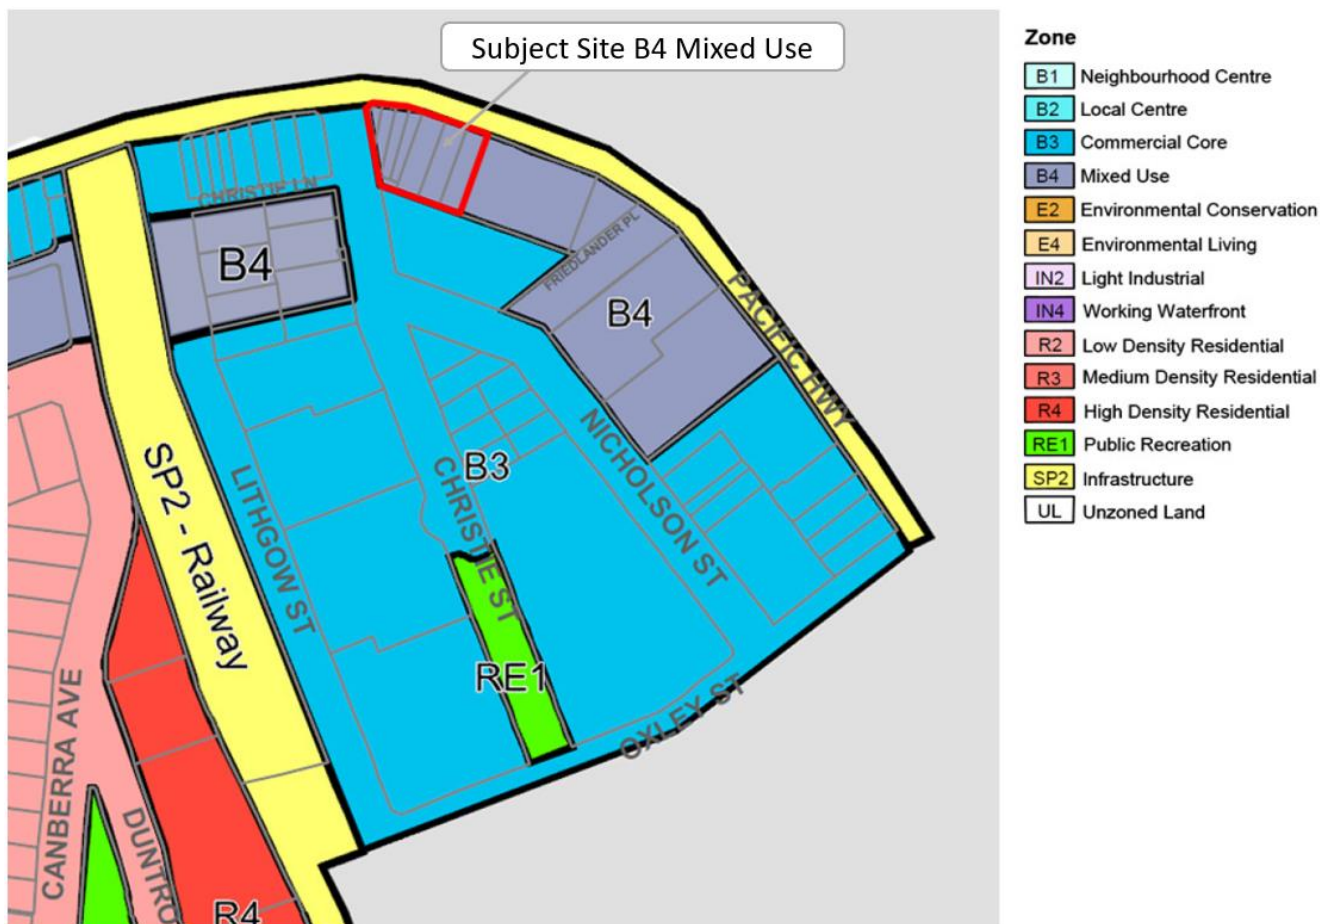 Subject Site B4 Mixed Use
CHRISTIE LN
B4
FRIEDLANDER PL
B4
PACIFIC HWY
SP2 - Railway
LITHGOW ST
B3
CHRISTIE ST
NICHOLSON ST
RE1
OXLEY ST
CANBERRA AVE
DUNTRO
R4
Zone
B1 Neighbourhood Centre
B2 Local Centre
B3 Commercial Core
B4 Mixed Use
E2 Environmental Conservation
E4 Environmental Living
IN2 Light Industrial
IN4 Working Waterfront
R2 Low Density Residential
R3 Medium Density Residential
R4 High Density Residential
RE1 Public Recreation
SP2 Infrastructure
UL Unzoned Land